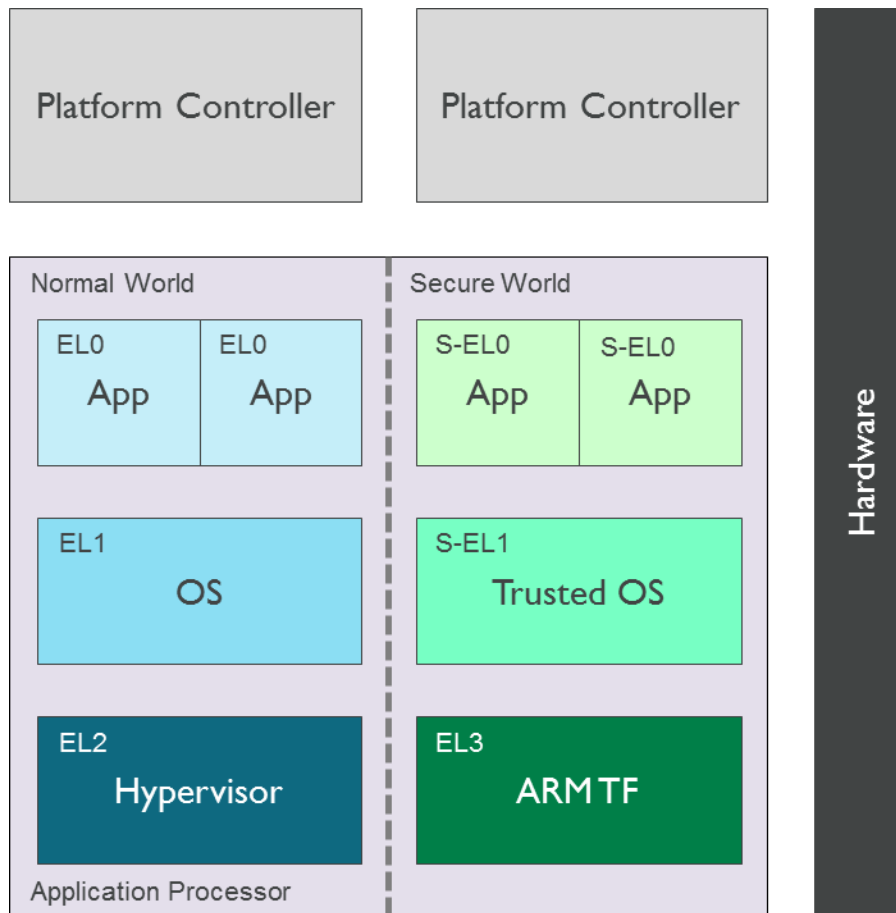 Platform Controller
Platform Controller
Normal World
EL0
App
EL0
App
EL1
OS
EL2
Hypervisor
Application Processor
Secure World
S-EL0
App
S-EL0
App
S-EL1
Trusted OS
EL3
ARM TF
Hardware